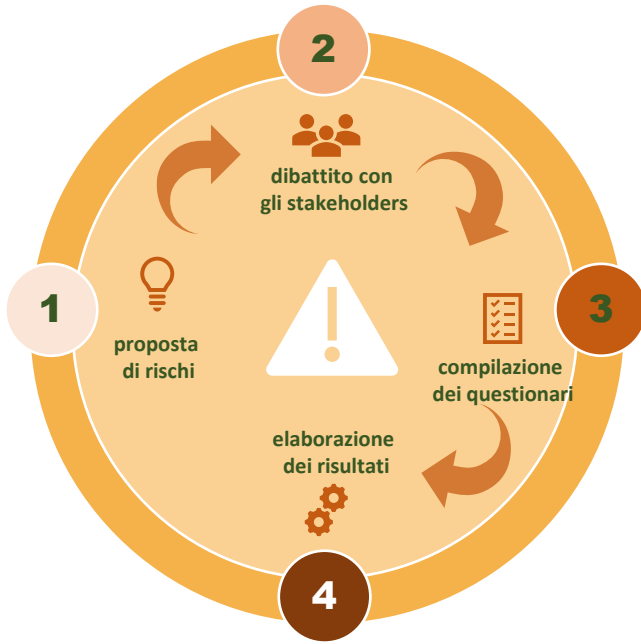 1
proposta
di rischi
2
dibattito con
gli stakeholders
3
compilazione
dei questionari
elaborazione
dei risultati
4